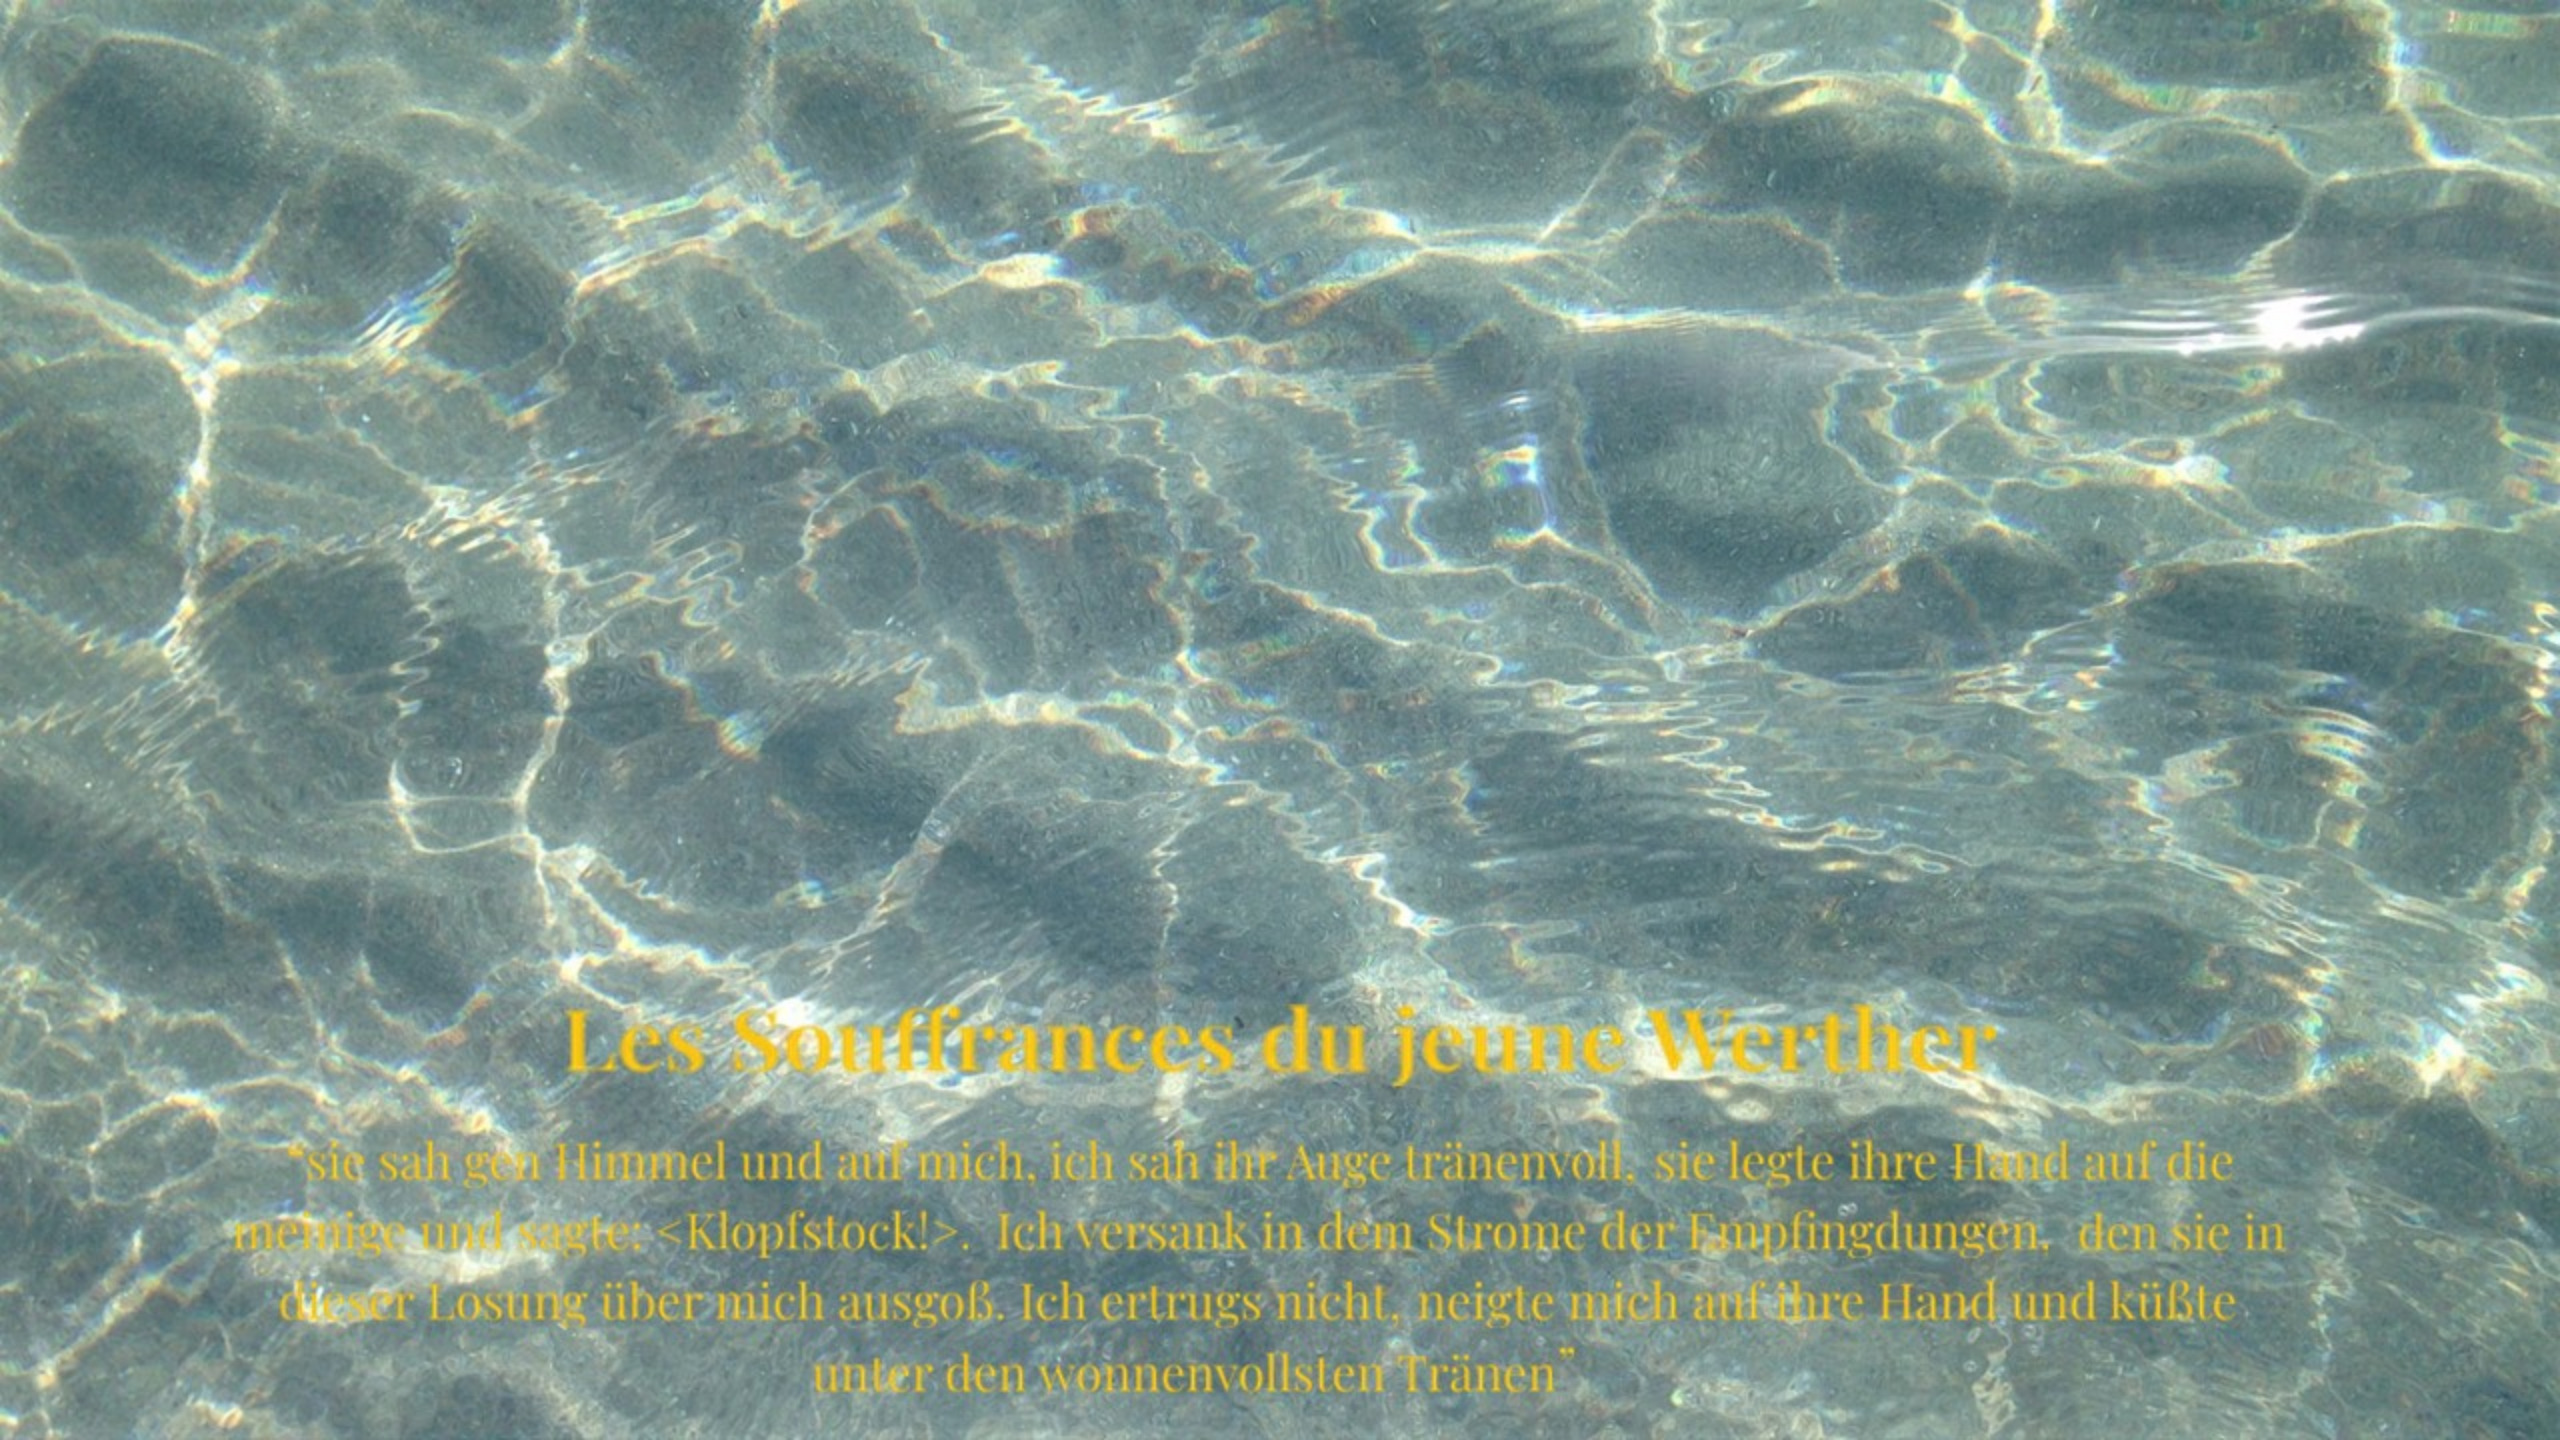 Les Souffrances du jeune Werther
“sie sah gen Himmel und auf mich, ich sah ihr Auge tränenvoll, sie legte ihre Hand auf die
meinige und sagte: <Klopfstock!>. Ich versank in dem Strome der Empfingdungen, den sie in
dieser Losung über mich ausgoß. Ich ertrugs nicht, neigte mich auf ihre Hand und küßte
unter den wonnenvollsten Tränen”